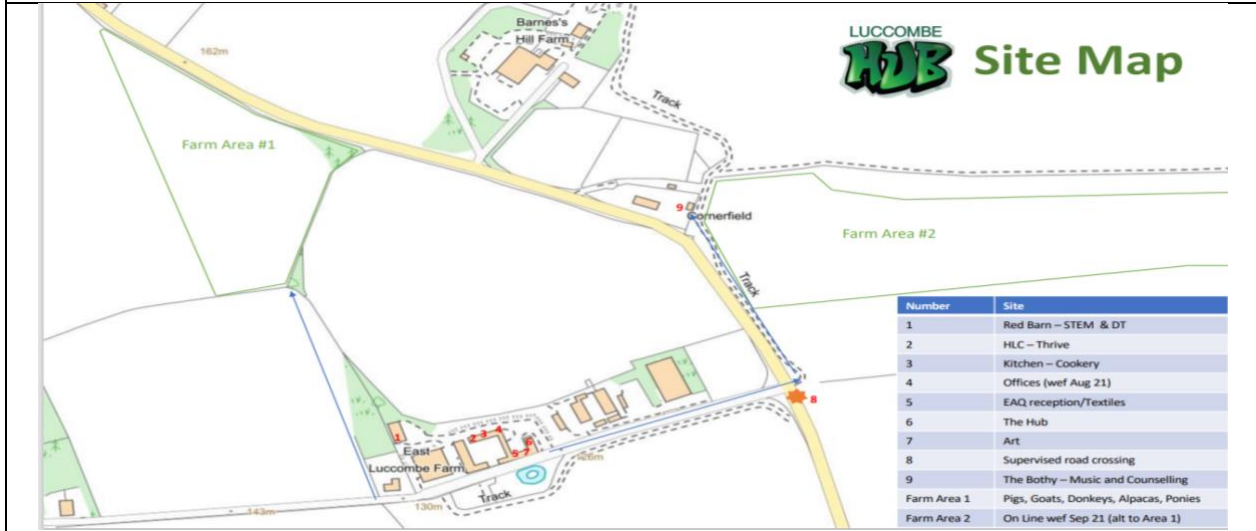 Barnes's
Hill Farm
LUCCOMBE
HUB Site Map
162m
Track
Farm Area #1
9
Cornerfield
Farm Area #2
Track
8
1
2 3 4
6
5 7
East
Luccombe Farm
126m
Track
130m
143m
Number Site
1 Red Barn – STEM & DT
2 HLC – Thrive
3 Kitchen – Cookery
4 Offices (wef Aug 21)
5 EAQ reception/Textiles
6 The Hub
7 Art
8 Supervised road crossing
9 The Bothy – Music and Counselling
Farm Area 1 Pigs, Goats, Donkeys, Alpacas, Ponies
Farm Area 2 On Line wef Sep 21 (alt to Area 1)